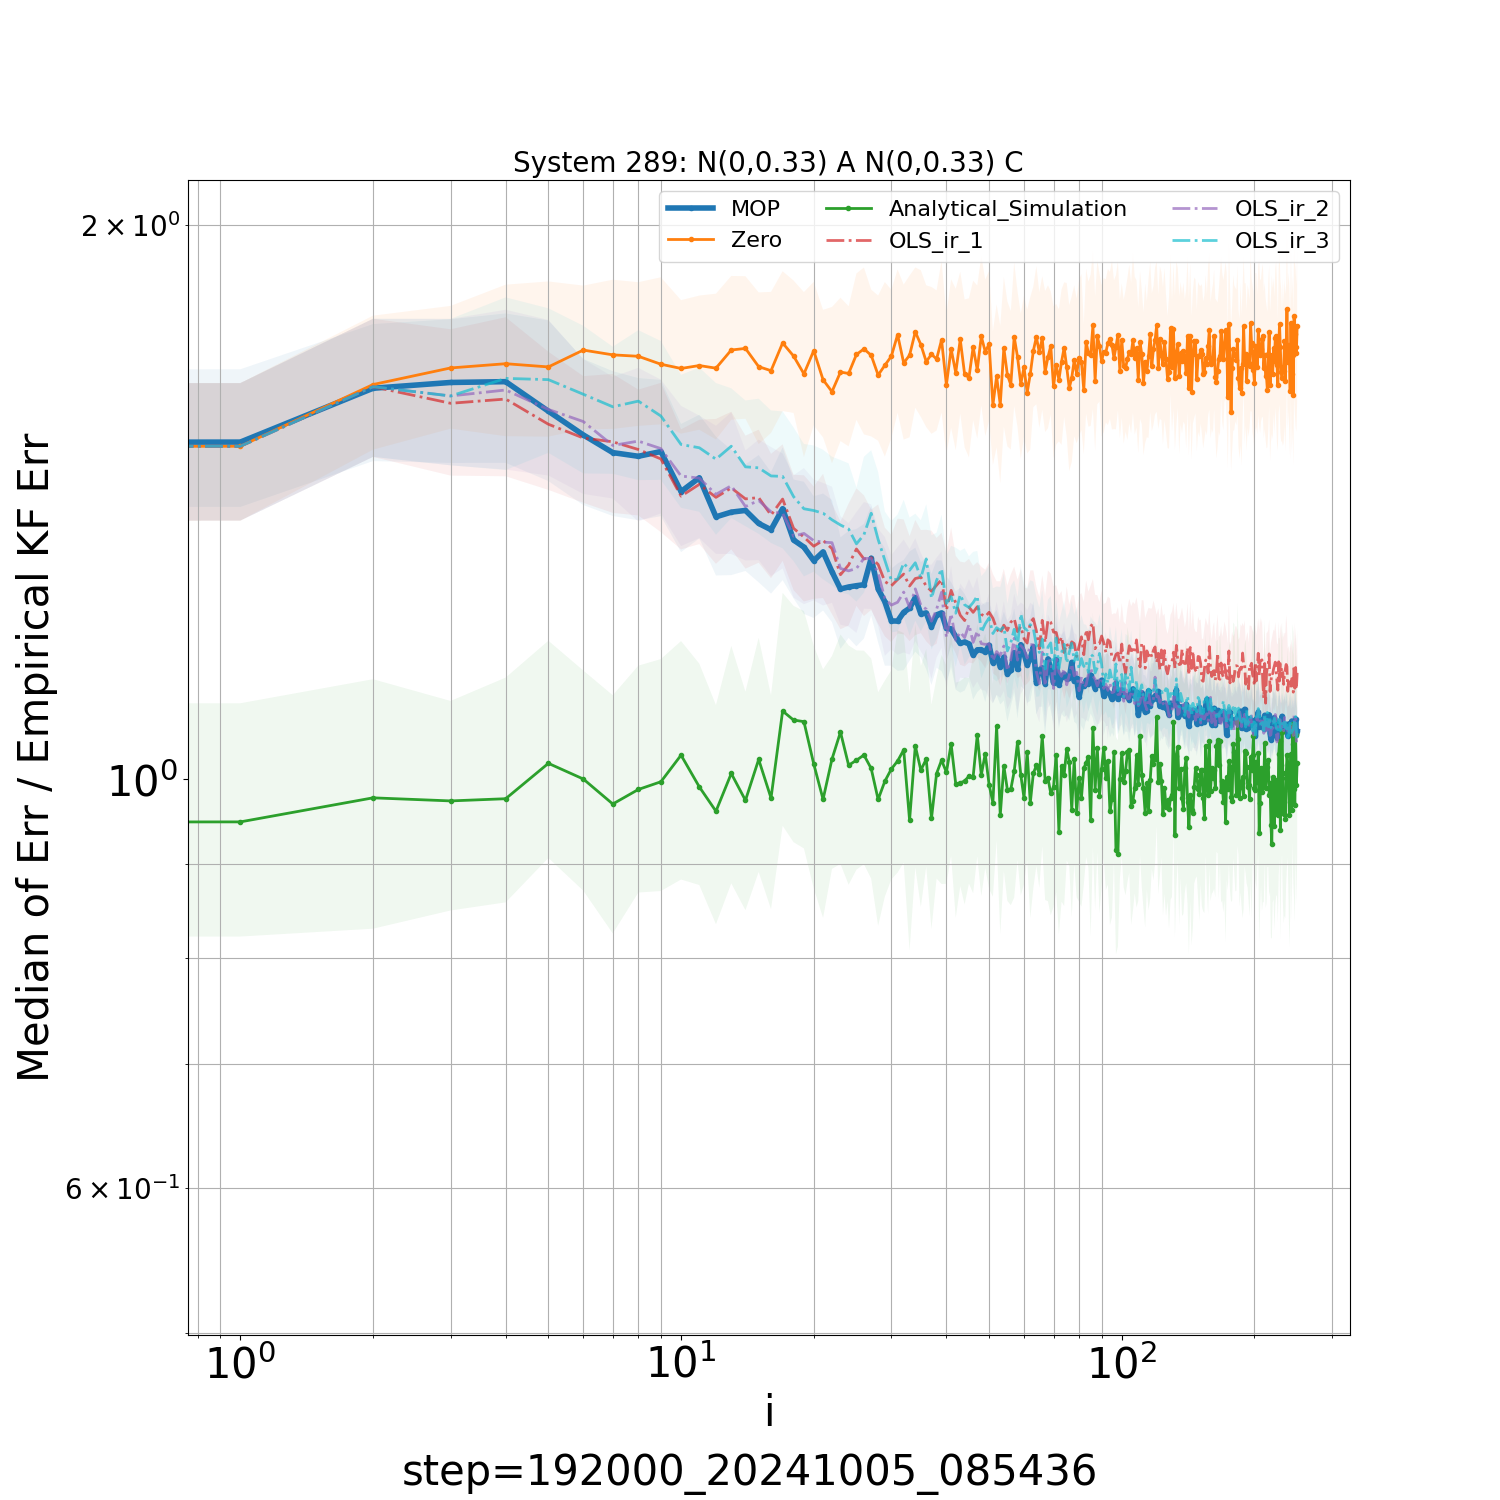 System 289: N(0,0.33) A N(0,0.33) C
MOP
Zero
Analytical_Simulation
OLS_ir_1
OLS_ir_2
OLS_ir_3
Median of Err / Empirical KF Err
2 × 10⁰
10⁰
6 × 10⁻¹
10⁰
10¹
10²
i
step=192000_20241005_085436